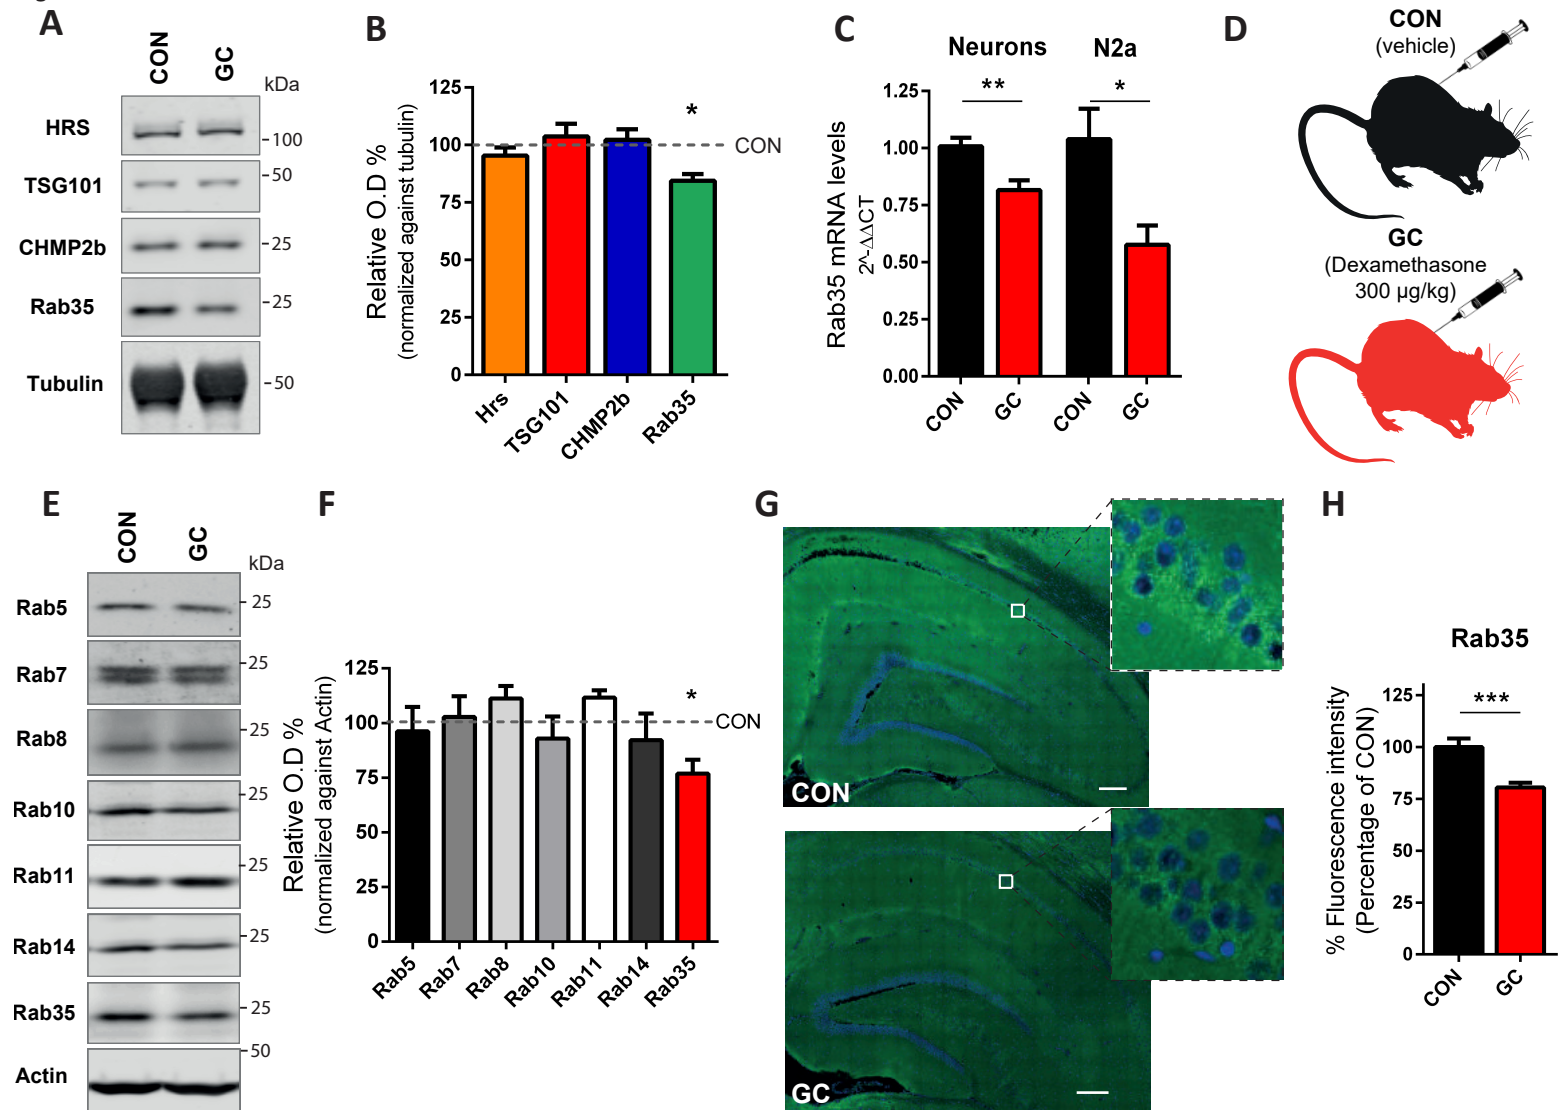 A
CON
GC
kDa
HRS
-100
TSG101
-50
CHMP2b
-25
Rab35
-25
Tubulin
-50
B
Relative O.D %
(normalized against tubulin)
125
100
75
50
25
0
*
CON
Hrs
TSG101
CHMP2b
Rab35
C
Neurons
N2a
**
*
Rab35 mRNA levels
2^-ΔΔCT
1.25
1.00
0.75
0.50
0.25
0.00
CON
GC
CON
GC
D
CON
(vehicle)
GC
(Dexamethasone
300 µg/kg)
E
CON
GC
kDa
Rab5
25
Rab7
25
Rab8
25
Rab10
25
Rab11
25
Rab14
25
Rab35
25
50
Actin
F
Relative O.D %
(normalized against Actin)
125
100
75
50
25
0
*
CON
Rab5
Rab7
Rab8
Rab10
Rab11
Rab14
Rab35
G
CON
GC
H
Rab35
% Fluorescence intensity
(Percentage of CON)
125
100
75
50
25
0
***
CON
GC